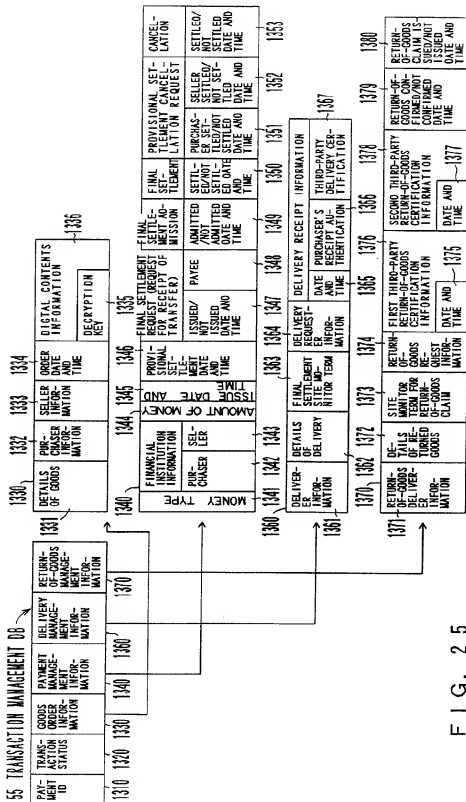 55 TRANSACTION MANAGEMENT DB
PAY-
MENT
ID
TRANS-
ACTION
STATUS
GOODS
ORDER
INFOR-
MATION
PAYMENT
MANAGE-
MENT
INFOR-
MATION
DELIVERY
MANAGE-
MENT
INFOR-
MATION
RETURN-
OF-GOODS
MANAGE-
MENT
INFOR-
MATION
1310
1320
1330
1340
1360
1370
1330
1332
1333
1334
DETAILS
OF GOODS
PUR-
CHASER
INFOR-
MATION
SELLER
INFOR-
MATION
ORDER
DATE AND
TIME
DIGTAL CONTENTS
INFORMATION
DECRYPTION
KEY
1331
1335
1336
1340
1344
1345
1346
MONEY TYPE
FINANCIAL
INSTITUTION
INFORMATION
PUR-
CHASER
SEL-
LER
AMOUNT OF MONEY
ISSUE DATE AND
TIME
PROVI-
SIONAL
SET-
TLEMENT
DATE AND
TIME
FINAL SETTLEMENT
REQUEST (REQUEST
FOR RECEIPT OF
TRANSFER)
ISSUED/
NOT
ISSUED
DATE AND
TIME
PAYEE
FINAL
SETTLE-
MENT AD-
MISSION
ADMITTED
/NOT
ADMITTED
DATE AND
TIME
FINAL
SET-
TLEMENT
SETTL-
ED/NOT
SETTL-
ED DATE
AND
TIME
PROVISIONAL SET-
TLEMENT CANCEL-
LATION REQUEST
PURCHAS-
ER SET-
TLED/NOT
SETTLED
DATE AND
TIME
SELLER
SETTLED/
NOT SET-
TLED
DATE AND
TIME
CANCE-
LLATION
SETTLED/
NOT
SETTLED
DATE AND
TIME
1341
1342
1343
1347
1348
1349
1350
1351
1352
1353
1360
1363
1364
DELIVER-
ER
INFOR-
MATION
DETAILS
OF
DELIVERY
FINAL
SETTLEMENT
SITE MO-
NITOR TERM
DELIVERY
REQUEST-
ER
INFOR-
MATION
DELIVERY RECEIPT INFORMATION
DATE
AND
TIME
PURCHASER'S
RECEIPT AU-
THENTICATION
THIRD-PARTY
DELIVERY CER-
TIFICATION
1361
1362
1365
1366
1367
1370
1372
1373
1374
1376
1378
1379
1380
RETURN-
OF-GOODS
DELIVER-
ER
INFOR-
MATION
DE-
TAILS
OF RE-
TURNED
GOODS
SITE
MONITOR
TERM FOR
RETURN-
OF-GOODS
CLAIM
RETURN-
OF-
GOODS
RE-
QUEST
INFOR-
MATION
FIRST THIRD-PARTY
RETURN-OF-GOODS
CERTIFICATION
INFORMATION
DATE AND
TIME
SECOND THIRD-PARTY
RETURN-OF-GOODS
CERTIFICATION
INFORMATION
DATE AND
TIME
RETURN-OF-
GOODS CON-
FIRMED/NOT
CONFIRMED
DATE AND
TIME
RETURN-
OF-GOODS
CLAIM IS-
SUED/NOT
ISSUED
DATE AND
TIME
1371
1375
1377
FIG. 25